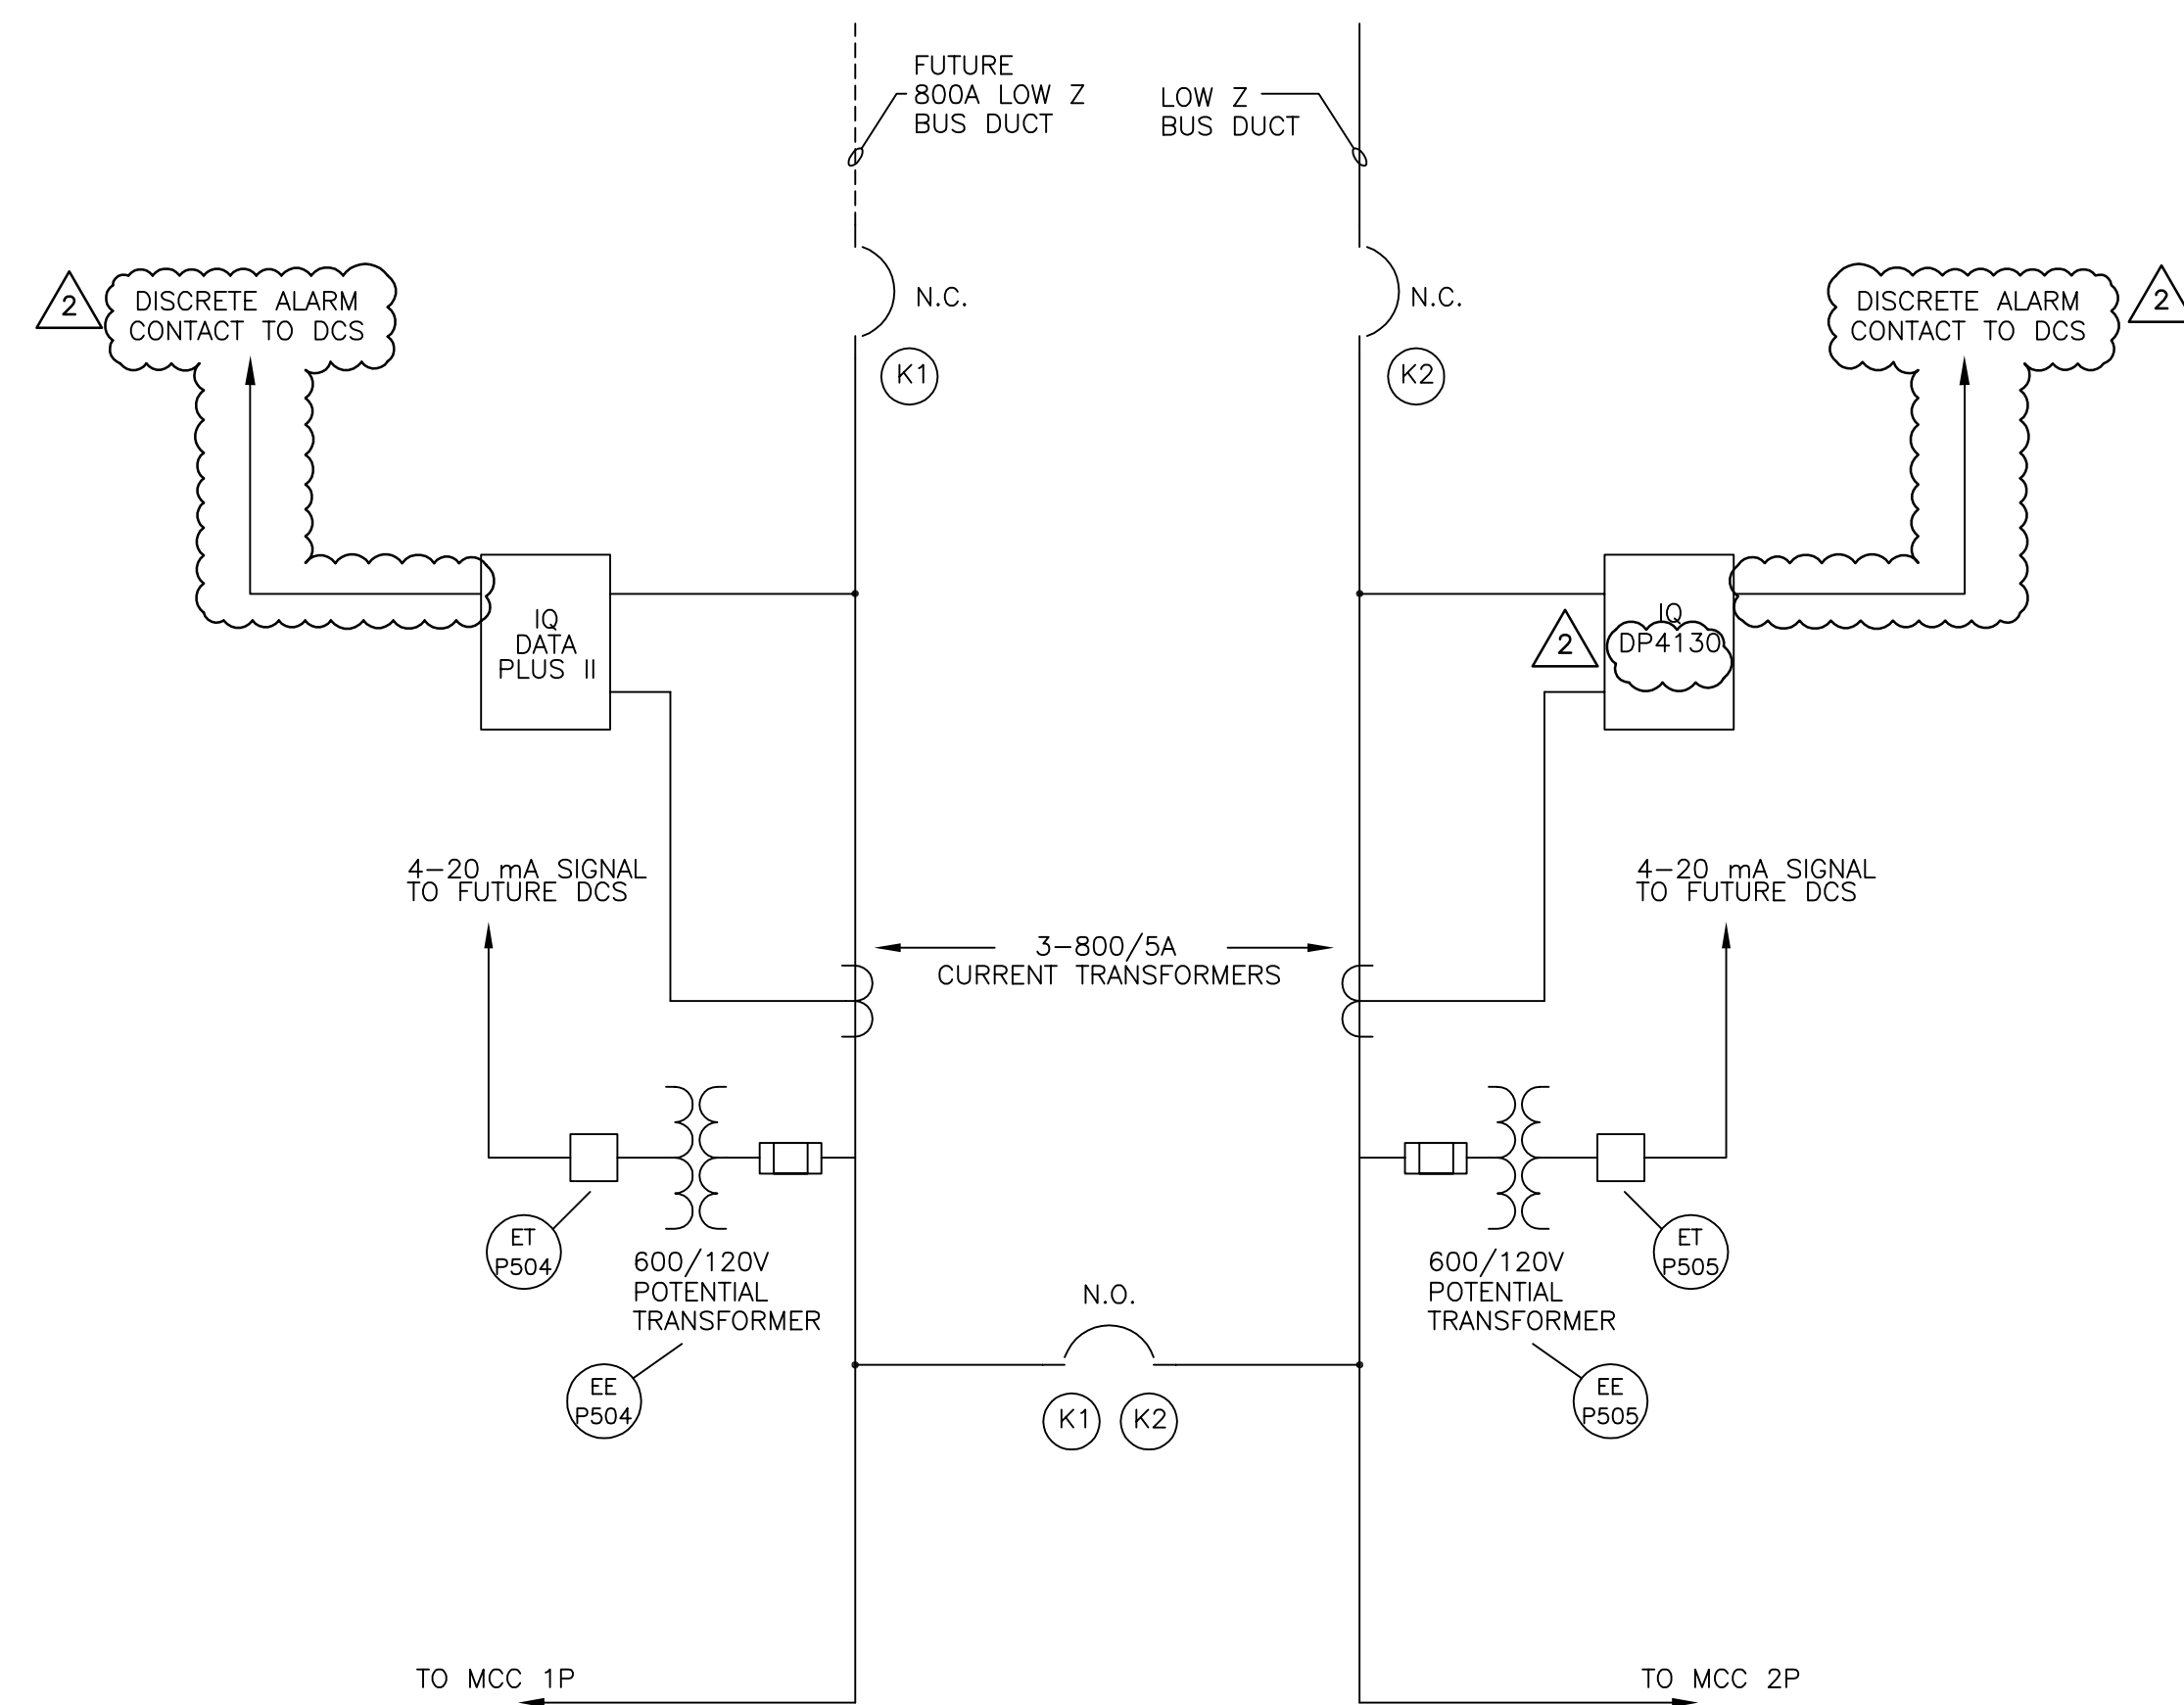 FUTURE
800A LOW Z
BUS DUCT
LOW Z
BUS DUCT
2
DISCRETE ALARM
CONTACT TO DCS
N.C.
N.C.
DISCRETE ALARM
CONTACT TO DCS
2
K1
K2
IQ
DATA
PLUS II
2
IQ
DP4130
4-20 mA SIGNAL
TO FUTURE DCS
4-20 mA SIGNAL
TO FUTURE DCS
3-800/5A
CURRENT TRANSFORMERS
ET
P504
600/120V
POTENTIAL
TRANSFORMER
N.O.
600/120V
POTENTIAL
TRANSFORMER
ET
P505
EE
P504
K1
K2
EE
P505
TO MCC 1P
TO MCC 2P